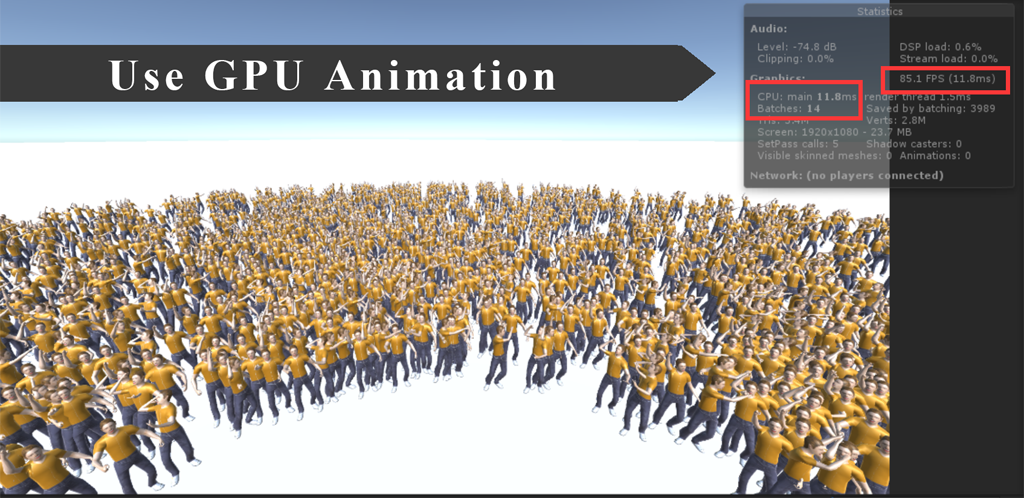 Use GPU Animation
Statistics
Audio:
Level: -74.8 dB DSP load: 0.6%
Clipping: 0.0% Stream load: 0.0%
Graphics: 85.1 FPS (11.8ms)
CPU: main 11.8ms render thread 1.5ms
Batches: 14 Saved by batching: 3989
Tris: 3.4M Verts: 2.8M
Screen: 1920x1080 - 23.7 MB
SetPass calls: 5 Shadow casters: 0
Visible skinned meshes: 0 Animations: 0
Network: (no players connected)